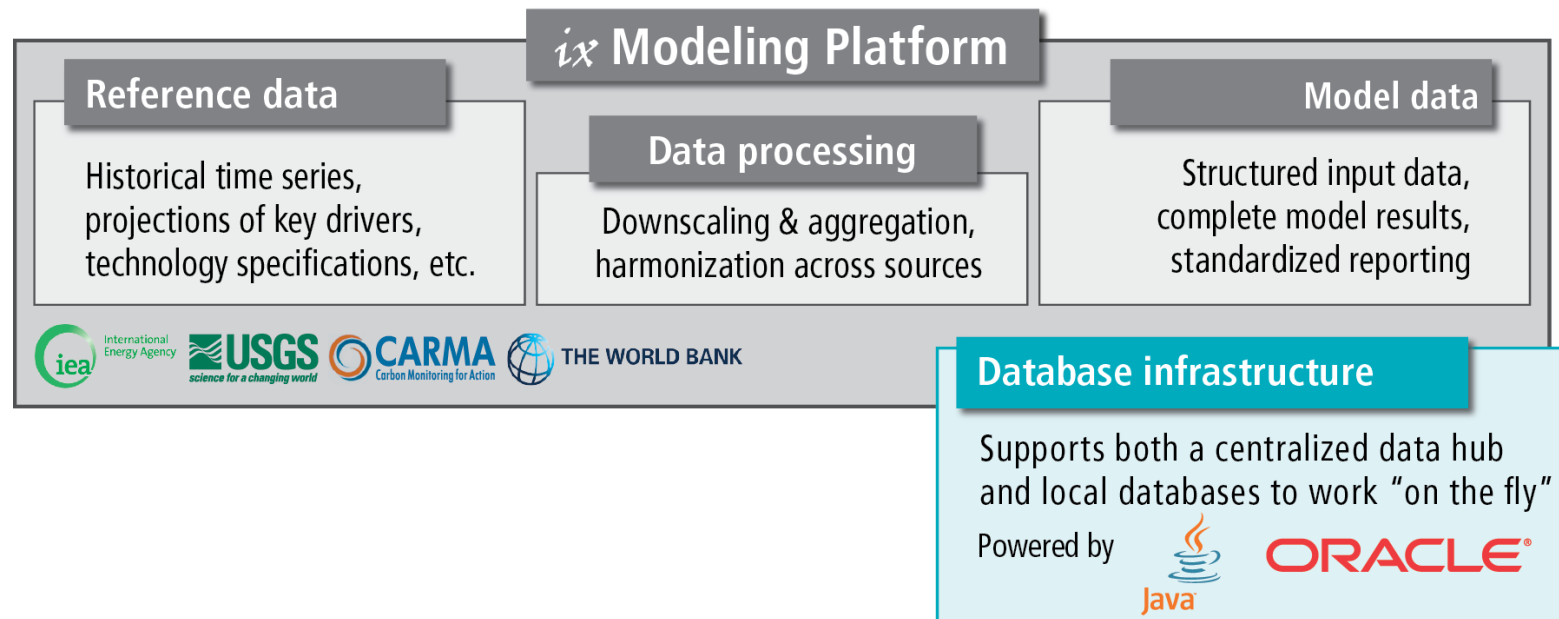 ix Modeling Platform
Reference data
Historical time series,
projections of key drivers,
technology specifications, etc.
Data processing
Downscaling & aggregation,
harmonization across sources
Model data
Structured input data,
complete model results,
standardized reporting
iea
International
Energy Agency
USGS
science for a changing world
CARMA
Carbon Monitoring for Action
THE WORLD BANK
Database infrastructure
Supports both a centralized data hub
and local databases to work “on the fly”
Powered by
Java
ORACLE®